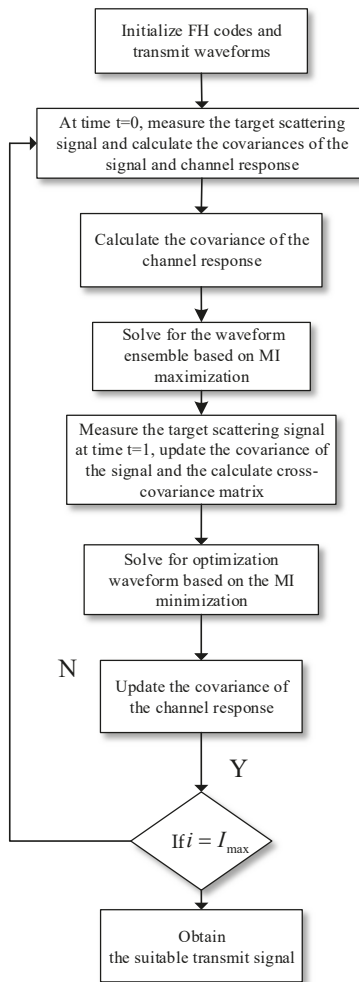 Initialize FH codes and
transmit waveforms
At time t=0, measure the target scattering
signal and calculate the covariances of the
signal and channel response
Calculate the covariance of the
channel response
Solve for the waveform
ensemble based on MI
maximization
Measure the target scattering signal
at time t=1, update the covariance of
the signal and the calculate cross-
covariance matrix
Solve for optimization
waveform based on the MI
minimization
N
Update the covariance of
the channel response
Y
If i = I_max
Obtain
the suitable transmit signal